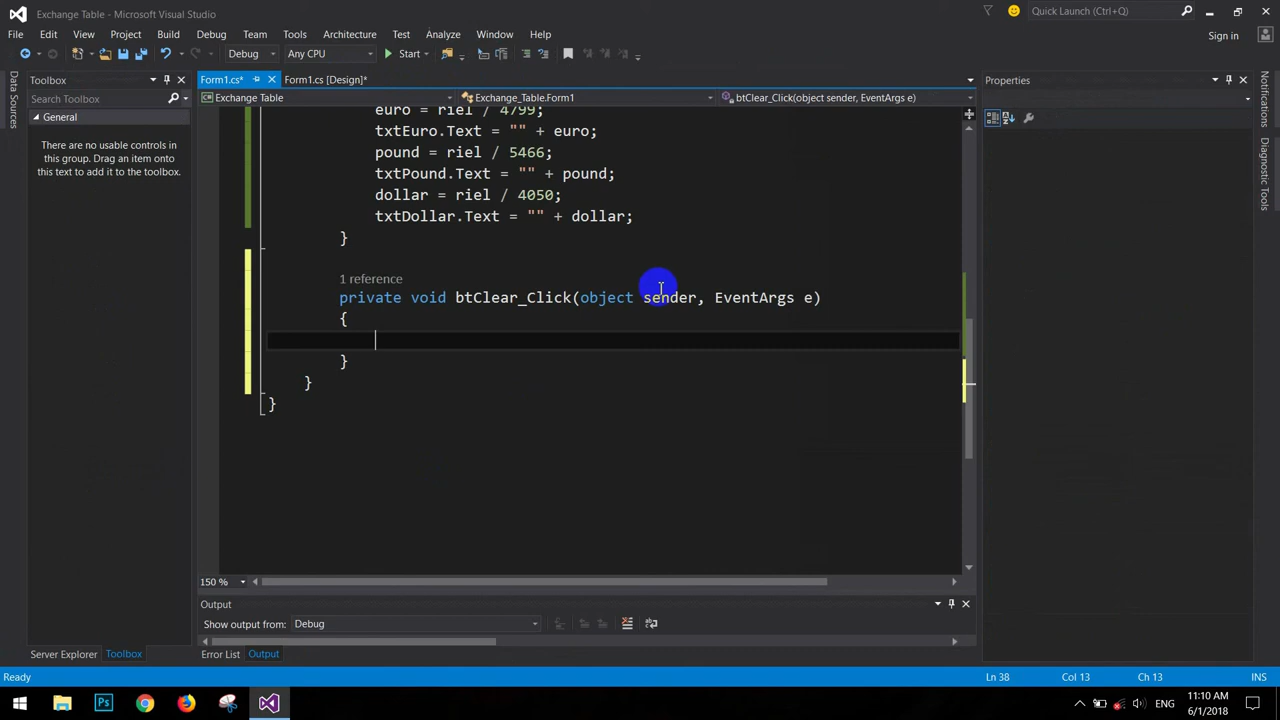 Exchange Table - Microsoft Visual Studio
Quick Launch (Ctrl+Q)
File Edit View Project Build Debug Team Tools Architecture Test Analyze Window Help
Sign in
Debug Any CPU Start
Data Sources
Toolbox
Search Toolbox
General
There are no usable controls in
this group. Drag an item onto
this text to add it to the toolbox.
Form1.cs* Form1.cs [Design]*
Exchange Table Exchange_Table.Form1 btClear_Click(object sender, EventArgs e)
euro = riel / 4799;
txtEuro.Text = "" + euro;
pound = riel / 5466;
txtPound.Text = "" + pound;
dollar = riel / 4050;
txtDollar.Text = "" + dollar;
}
1 reference
private void btClear_Click(object sender, EventArgs e)
{
}
}
}
150 %
Output
Show output from: Debug
Properties
Notifications
Diagnostic Tools
Server Explorer Toolbox Error List Output
Ready Ln 38 Col 13 Ch 13 INS
Ps
ENG
11:10 AM
6/1/2018